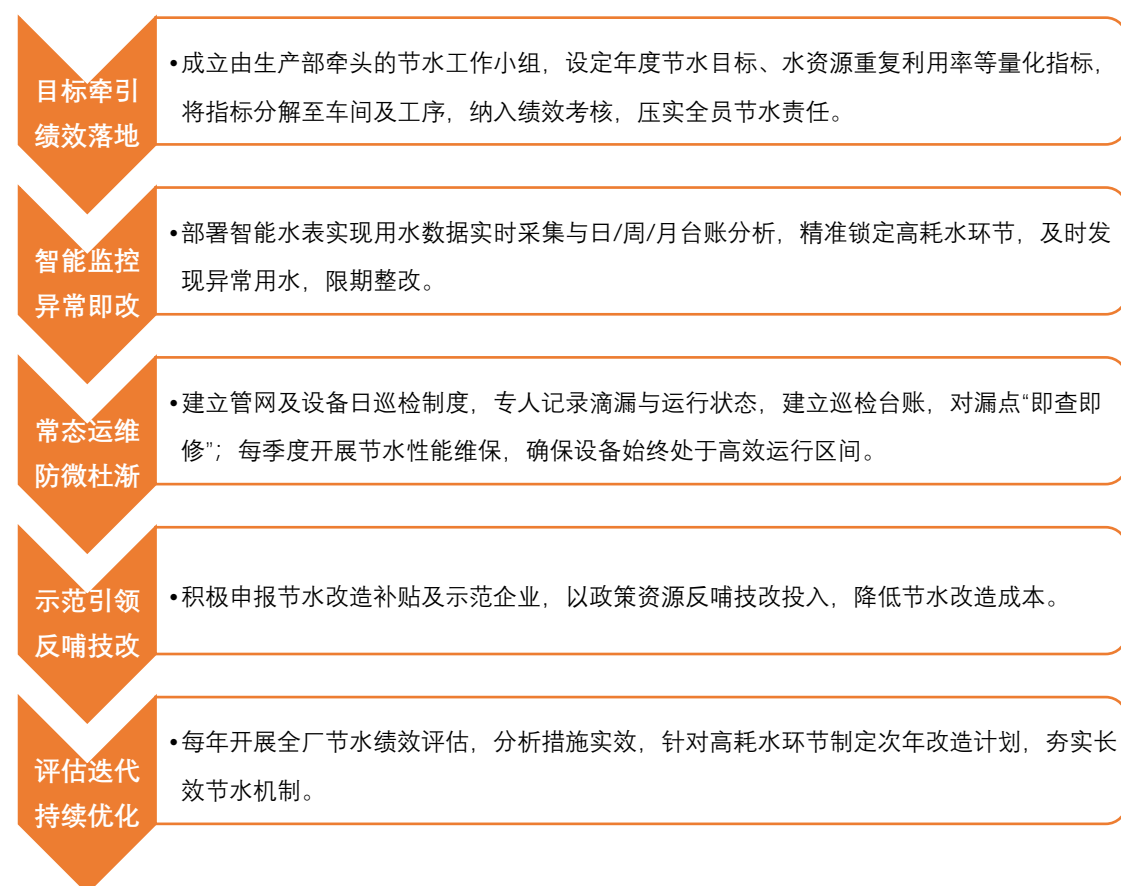 目标牵引
绩效落地
•成立由生产部牵头的节水工作小组，设定年度节水目标、水资源重复利用率等量化指标，
将指标分解至车间及工序，纳入绩效考核，压实全员节水责任。
智能监控
异常即改
•部署智能水表实现用水数据实时采集与日/周/月台账分析，精准锁定高耗水环节，及时发
现异常用水，限期整改。
常态运维
防微杜渐
•建立管网及设备日巡检制度，专人记录滴漏与运行状态，建立巡检台账，对漏点“即查即
修”；每季度开展节水性能维保，确保设备始终处于高效运行区间。
示范引领
反哺技改
•积极申报节水改造补贴及示范企业，以政策资源反哺技改投入，降低节水改造成本。
评估迭代
持续优化
•每年开展全厂节水绩效评估，分析措施实效，针对高耗水环节制定次年改造计划，夯实长
效节水机制。